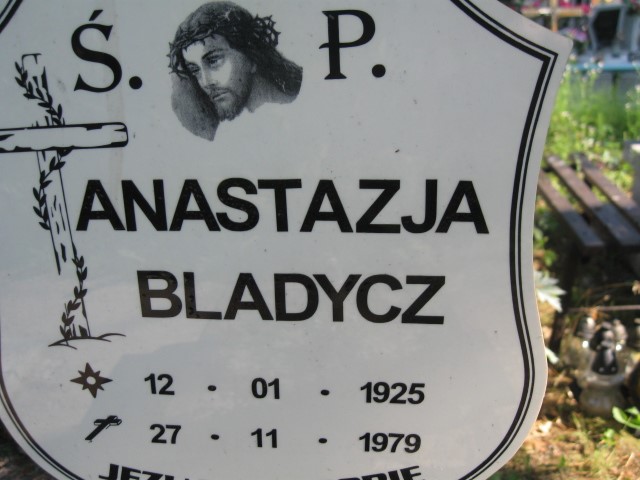 Ś. P.
ANASTAZJA
BLADYCZ
12 · 01 · 1925
27 · 11 · 1979